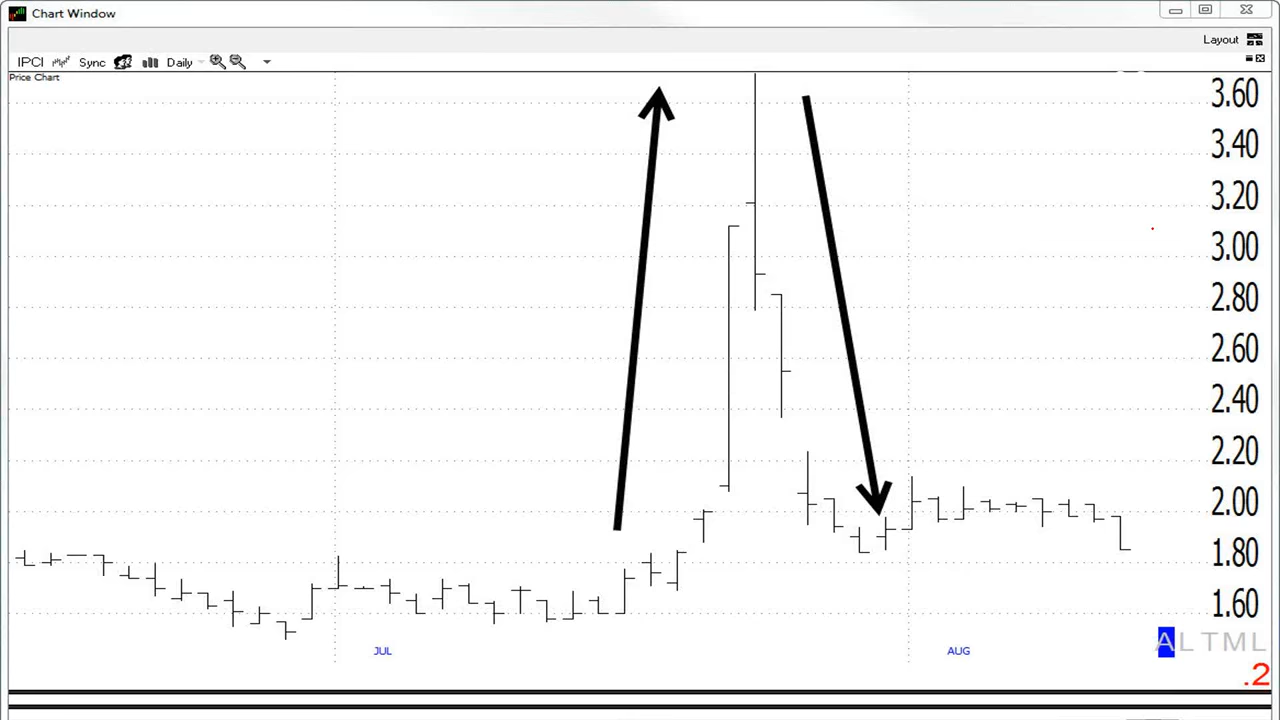 Chart Window
Layout
IPCI Sync Daily
Price Chart
3.60
3.40
3.20
3.00
2.80
2.60
2.40
2.20
2.00
1.80
1.60
JUL AUG
ALTML
.2